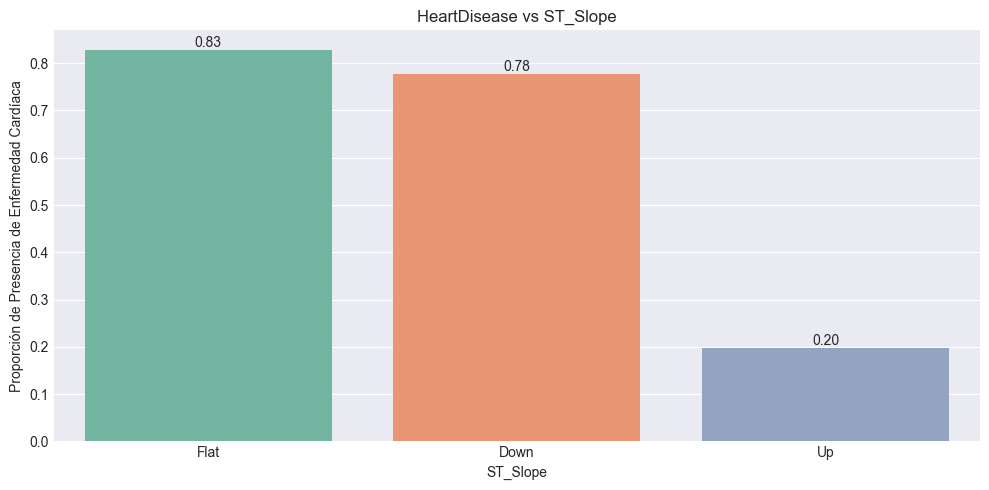 HeartDisease vs ST_Slope
Proporción de Presencia de Enfermedad Cardíaca
0.8
0.7
0.6
0.5
0.4
0.3
0.2
0.1
0.0
0.83
0.78
0.20
Flat
Down
Up
ST_Slope